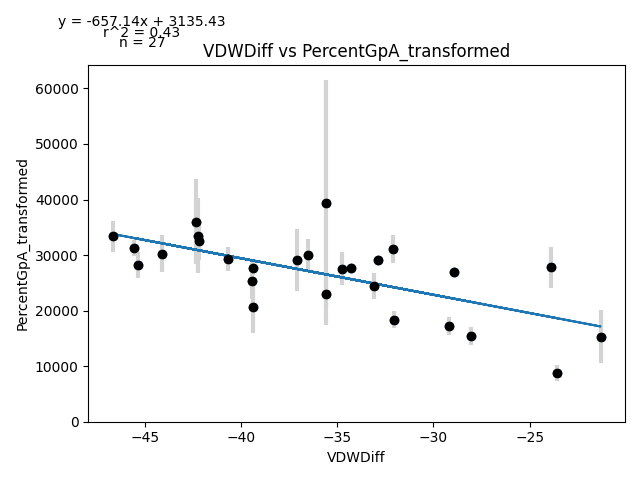 y = -657.14x + 3135.43
r^2 = 0.43
n = 27
VDWDiff vs PercentGpA_transformed
PercentGpA_transformed
60000
50000
40000
30000
20000
10000
0
−45
−40
−35
−30
−25
VDWDiff